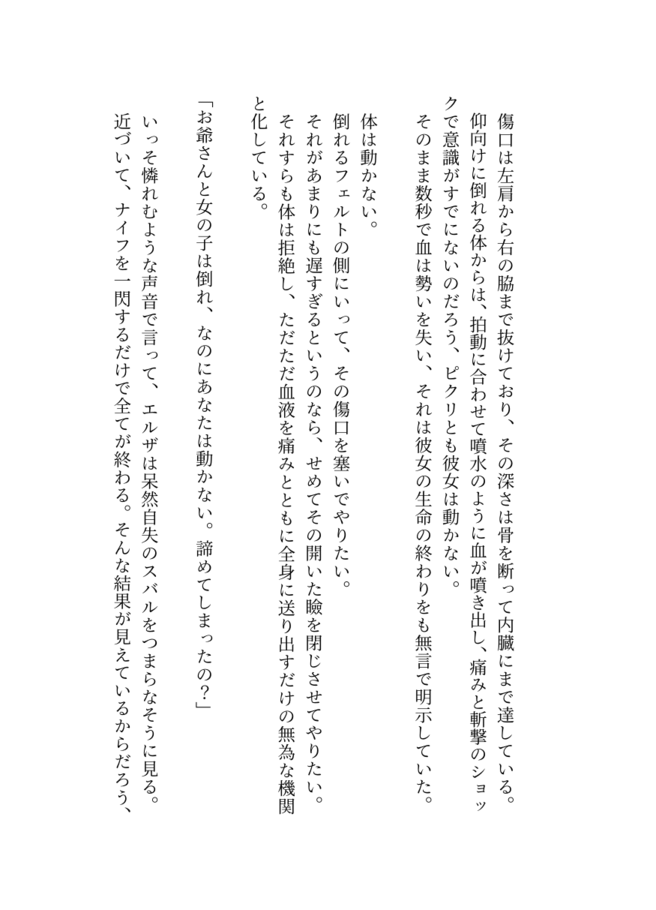 傷口は左肩から右の脇まで抜けており、その深さは骨を断って内臓にまで達している。
仰向けに倒れる体からは、拍動に合わせて噴水のように血が噴き出し、痛みと斬撃のショッ
クで意識がすでにないのだろう、ピクリとも彼女は動かない。
そのまま数秒で血は勢いを失い、それは彼女の生命の終わりをも無言で明示していた。
体は動かない。
倒れるフェルトの側にいって、その傷口を塞いでやりたい。
それがあまりにも遅すぎるというのなら、せめてその開いた瞼を閉じさせてやりたい。
それすらも体は拒絶し、ただただ血液を痛みとともに全身に送り出すだけの無為な機関
と化している。
「お爺さんと女の子は倒れ、なのにあなたは動かない。諦めてしまったの？」
いっそ憐れむような声音で言って、エルザは呆然自失のスバルをつまらなそうに見る。
近づいて、ナイフを一閃するだけで全てが終わる。そんな結果が見えているからだろう、